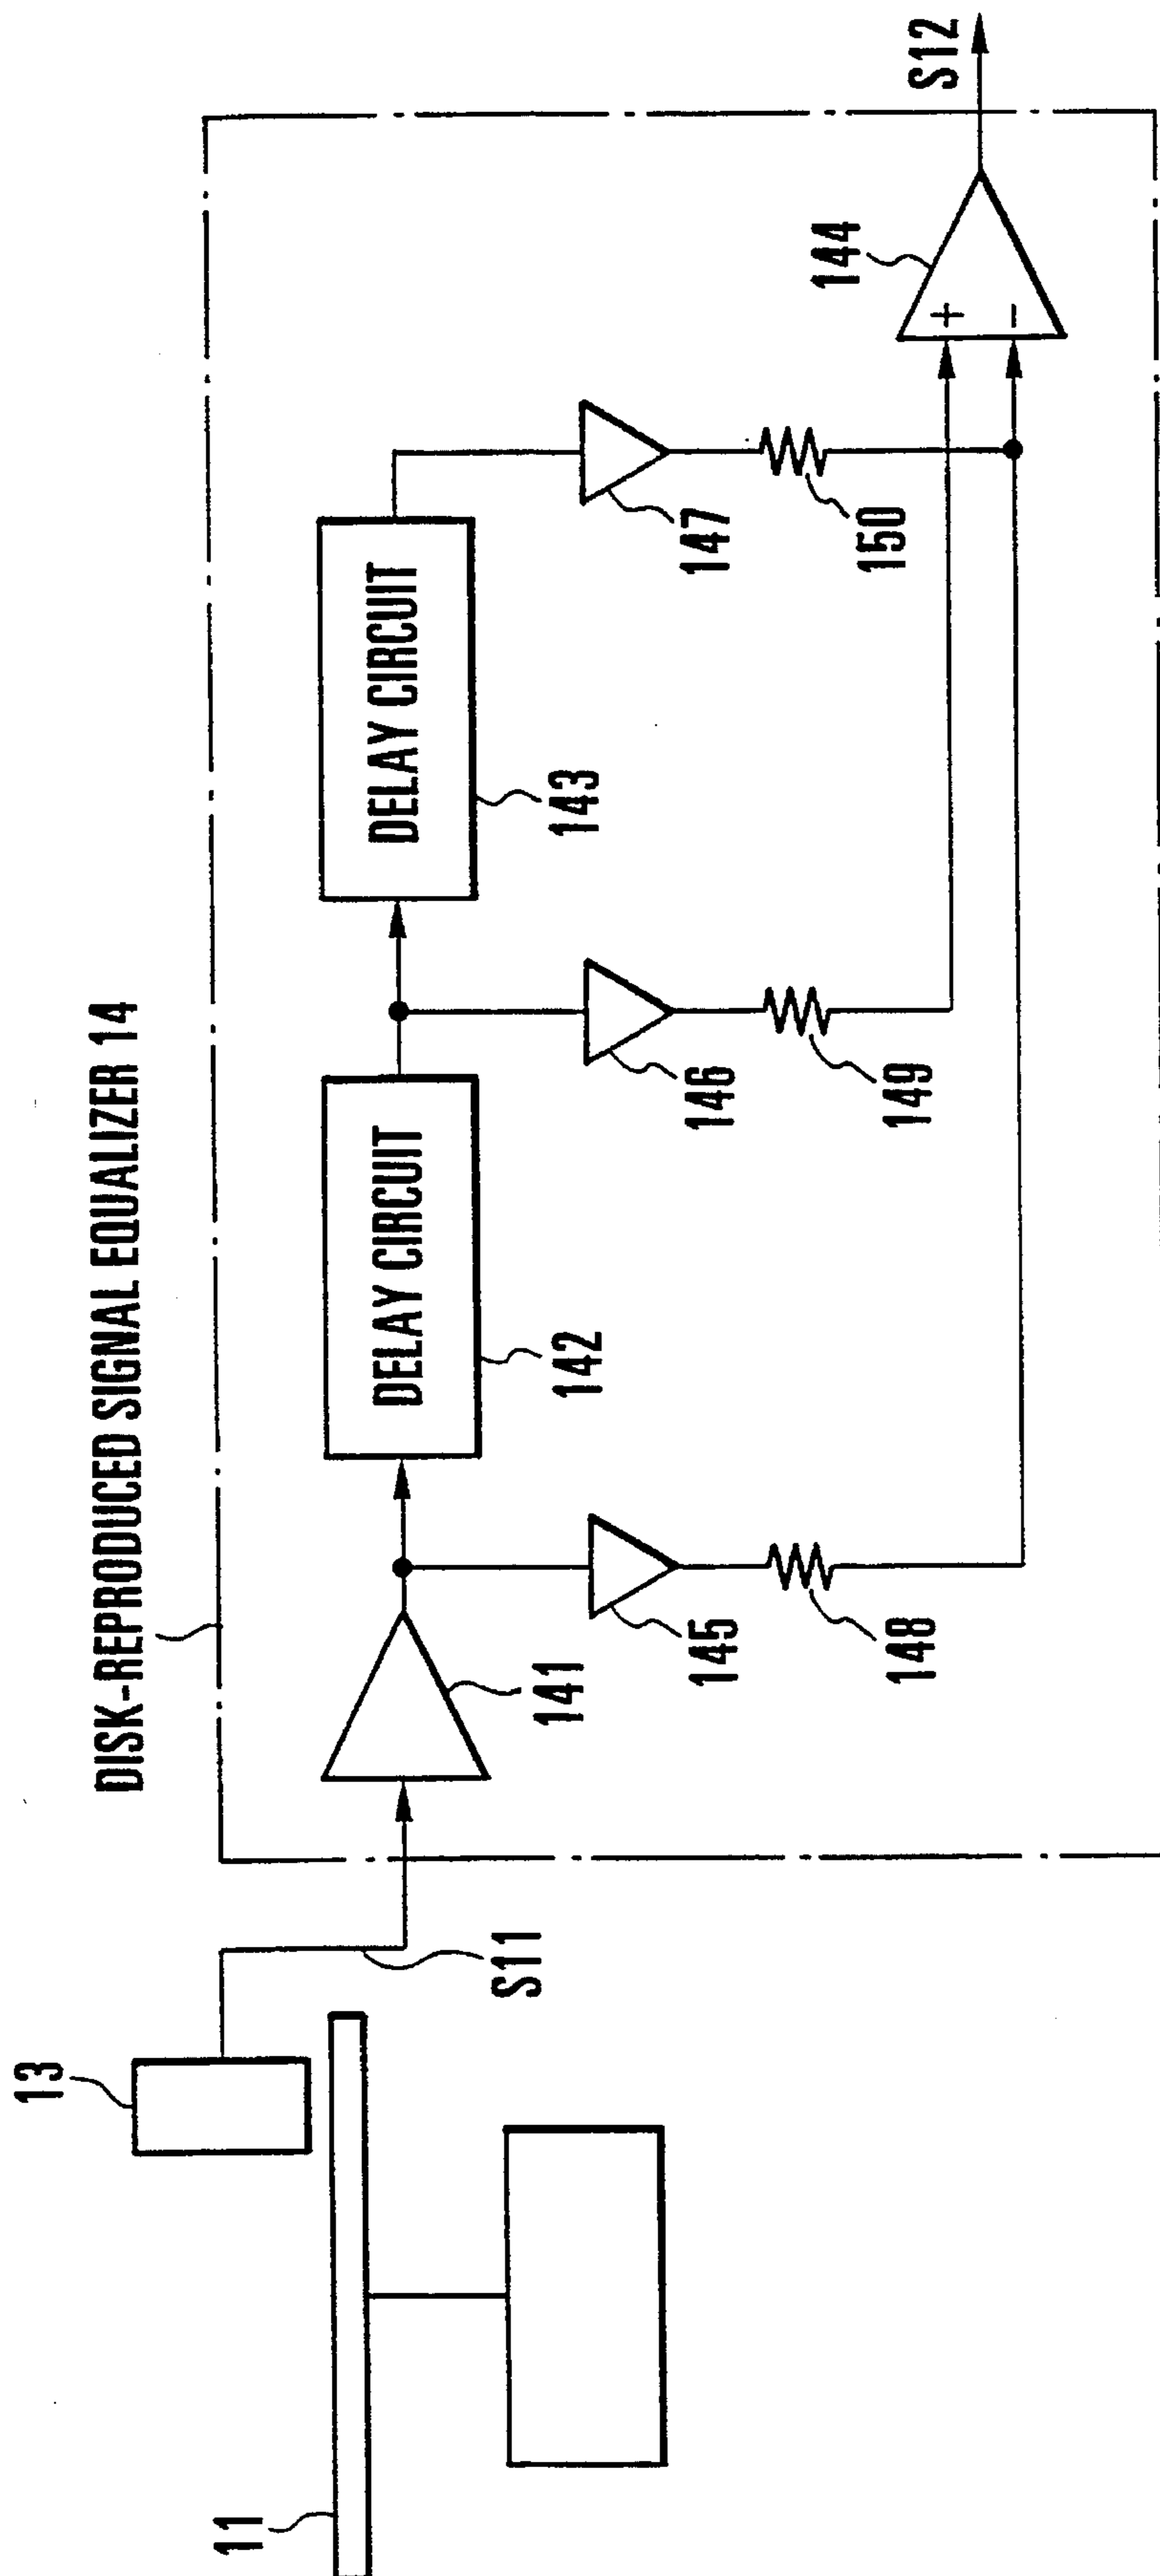 DISK-REPRODUCED SIGNAL EQUALIZER 14
13
11
S11
141
DELAY CIRCUIT
142
DELAY CIRCUIT
143
145
146
147
148
149
150
+
−
144
S12